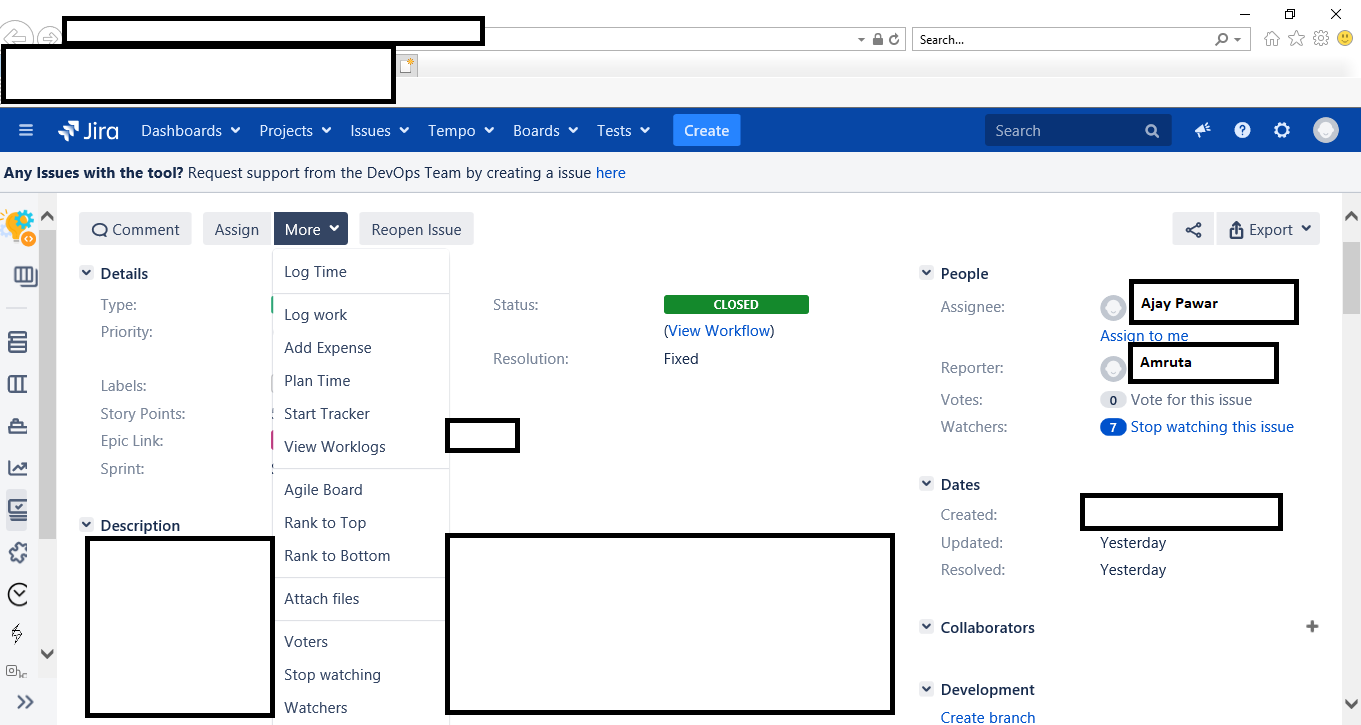 Search...
Jira Dashboards Projects Issues Tempo Boards Tests Create Search
Any Issues with the tool? Request support from the DevOps Team by creating a issue here
Comment Assign More Reopen Issue Export
Details
Type:
Priority:
Labels:
Story Points:
Epic Link:
Sprint:
Description
Log Time
Log work
Add Expense
Plan Time
Start Tracker
View Worklogs
Agile Board
Rank to Top
Rank to Bottom
Attach files
Voters
Stop watching
Watchers
Status: CLOSED
(View Workflow)
Resolution: Fixed
People
Assignee: Ajay Pawar
Assign to me
Reporter: Amruta
Votes: 0 Vote for this issue
Watchers: 7 Stop watching this issue
Dates
Created:
Updated: Yesterday
Resolved: Yesterday
Collaborators
Development
Create branch